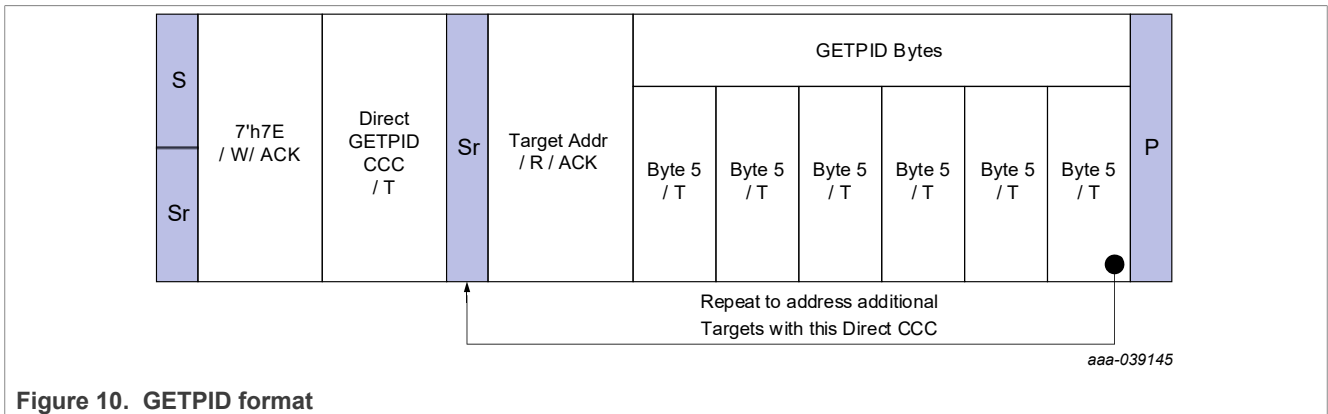 S
Sr
7'h7E
/ W/ ACK
Direct
GETPID
CCC
/ T
Sr
Target Addr
/ R / ACK
GETPID Bytes
Byte 5
/ T
Byte 5
/ T
Byte 5
/ T
Byte 5
/ T
Byte 5
/ T
Byte 5
/ T
P
Repeat to address additional
Targets with this Direct CCC
aaa-039145
Figure 10. GETPID format